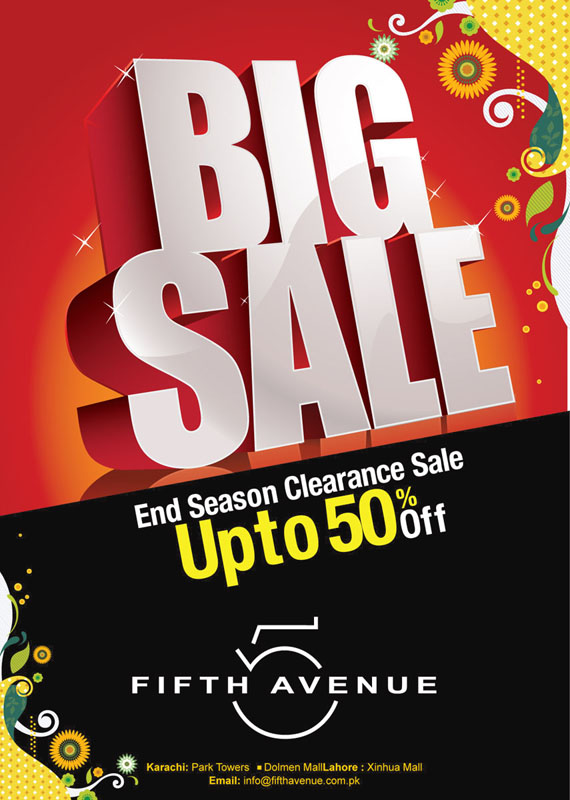 BIG
SALE
End Season Clearance Sale
Upto 50% Off
5
FIFTH AVENUE
Karachi: Park Towers ▪ Dolmen MallLahore : Xinhua Mall
Email: info@fifthavenue.com.pk